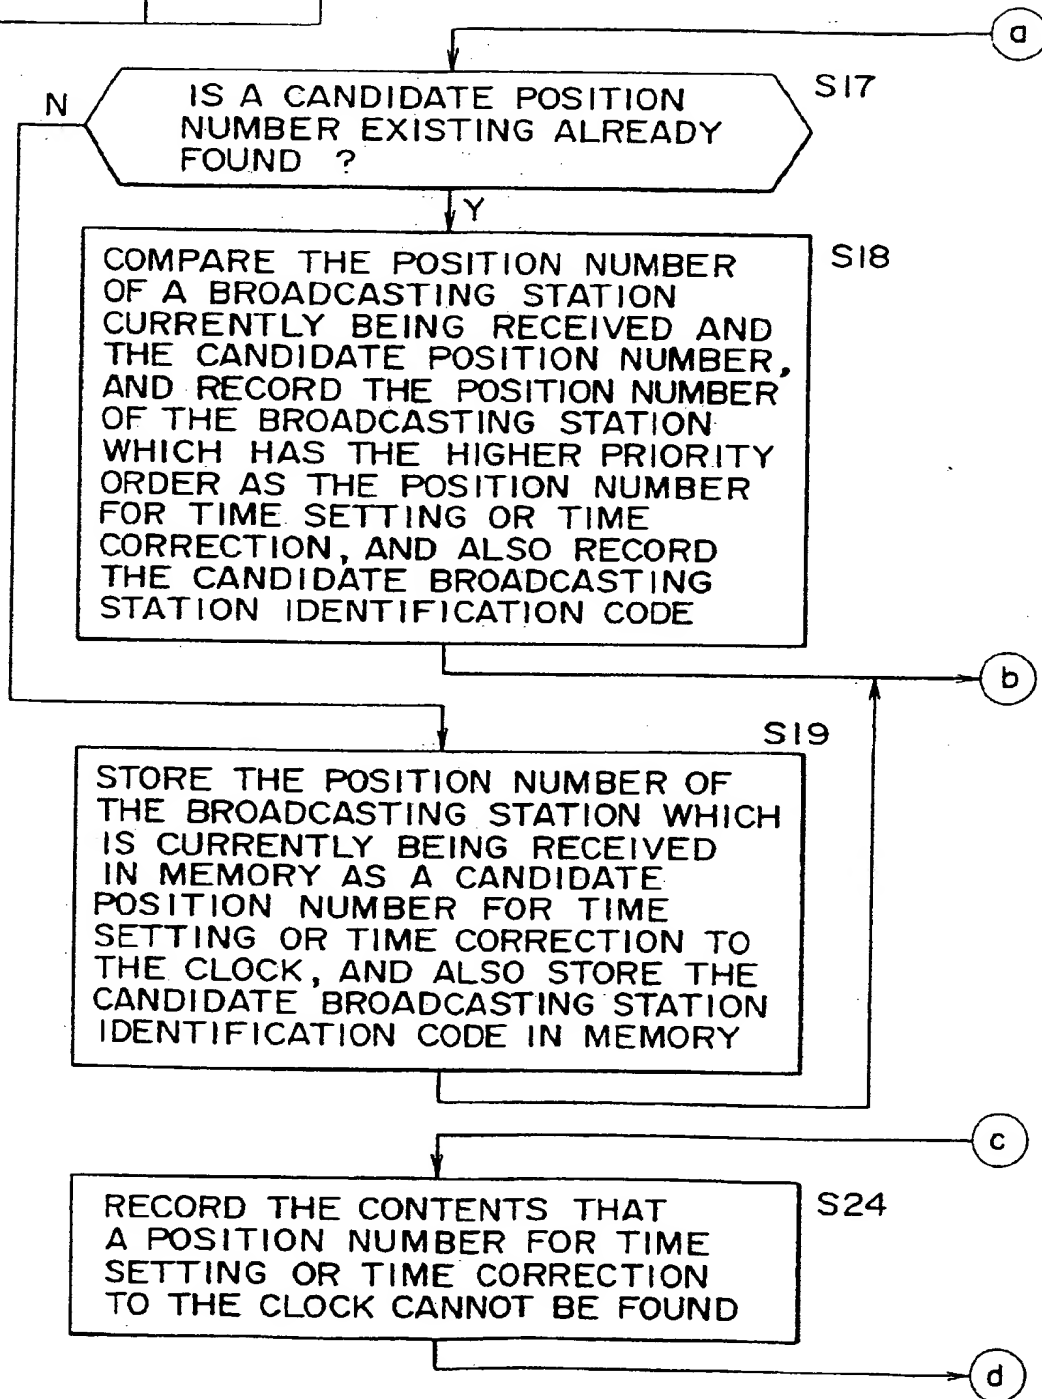 a
S17
N
IS A CANDIDATE POSITION
NUMBER EXISTING ALREADY
FOUND ?
Y
S18
COMPARE THE POSITION NUMBER
OF A BROADCASTING STATION
CURRENTLY BEING RECEIVED AND
THE CANDIDATE POSITION NUMBER,
AND RECORD THE POSITION NUMBER
OF THE BROADCASTING STATION
WHICH HAS THE HIGHER PRIORITY
ORDER AS THE POSITION NUMBER
FOR TIME SETTING OR TIME
CORRECTION, AND ALSO RECORD
THE CANDIDATE BROADCASTING
STATION IDENTIFICATION CODE
b
S19
STORE THE POSITION NUMBER OF
THE BROADCASTING STATION WHICH
IS CURRENTLY BEING RECEIVED
IN MEMORY AS A CANDIDATE
POSITION NUMBER FOR TIME
SETTING OR TIME CORRECTION TO
THE CLOCK, AND ALSO STORE THE
CANDIDATE BROADCASTING STATION
IDENTIFICATION CODE IN MEMORY
c
S24
RECORD THE CONTENTS THAT
A POSITION NUMBER FOR TIME
SETTING OR TIME CORRECTION
TO THE CLOCK CANNOT BE FOUND
d